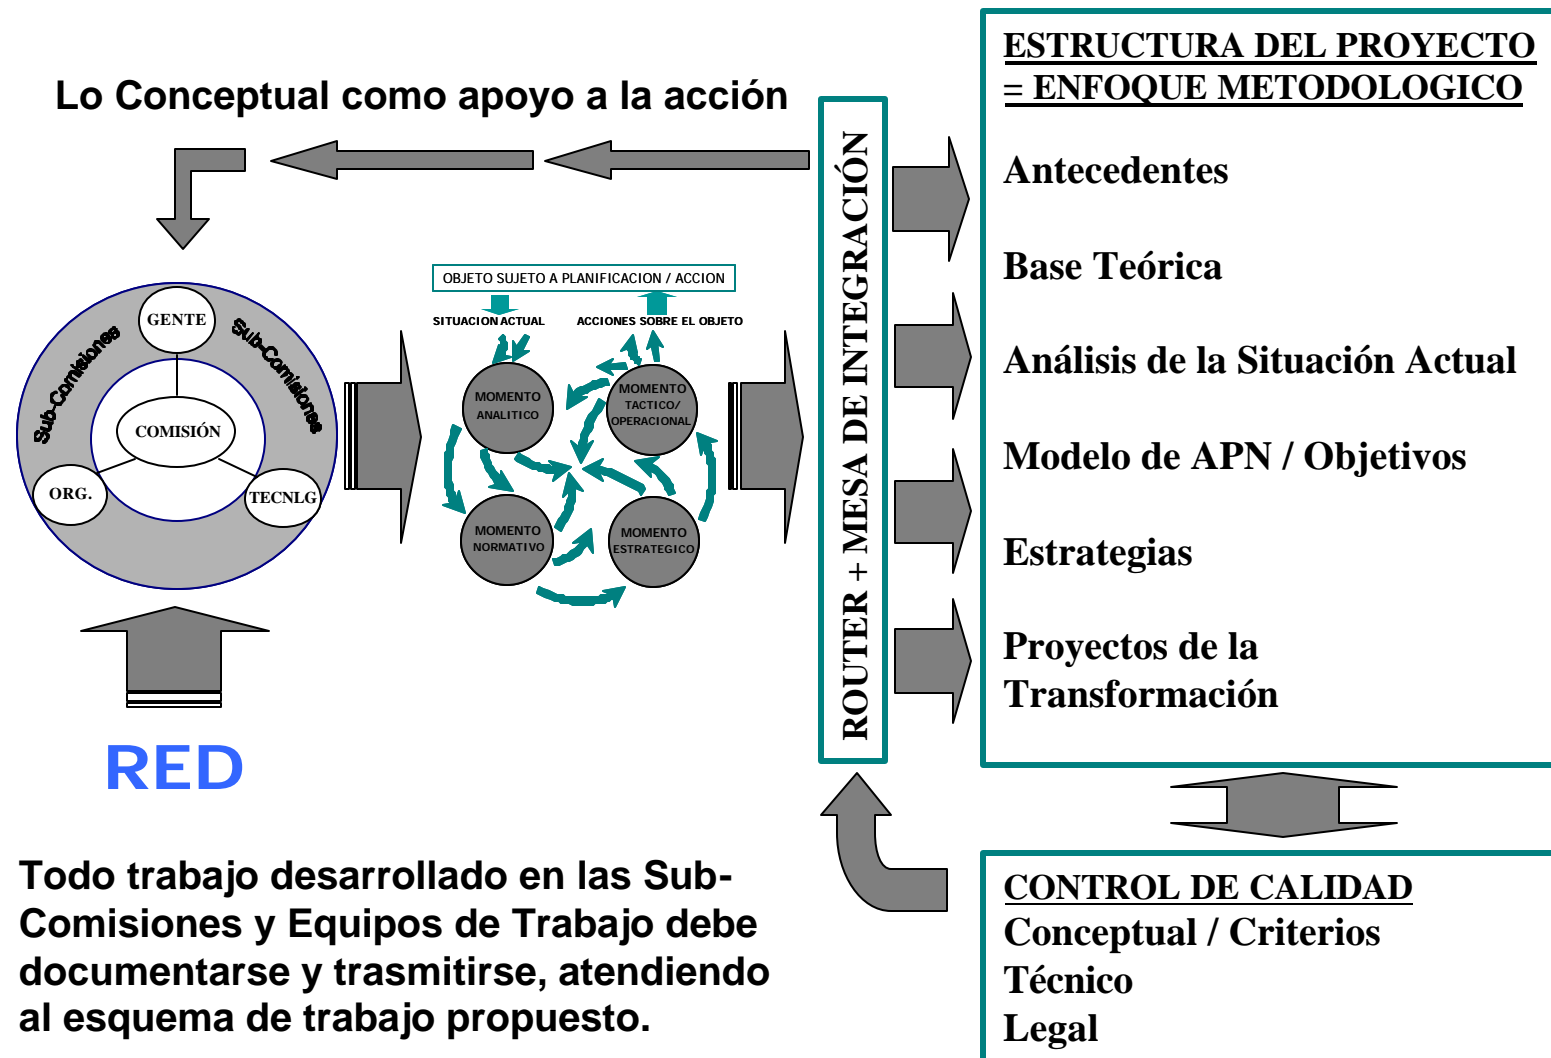 Lo Conceptual como apoyo a la acción
GENTE
Sub-Comisiones
Sub-Comisiones
COMISIÓN
ORG.
TECNLG
RED
OBJETO SUJETO A PLANIFICACION / ACCION
SITUACION ACTUAL
ACCIONES SOBRE EL OBJETO
MOMENTO
ANALITICO
MOMENTO
TACTICO/
OPERACIONAL
MOMENTO
NORMATIVO
MOMENTO
ESTRATEGICO
ROUTER + MESA DE INTEGRACIÓN
ESTRUCTURA DEL PROYECTO
= ENFOQUE METODOLOGICO
Antecedentes
Base Teórica
Análisis de la Situación Actual
Modelo de APN / Objetivos
Estrategias
Proyectos de la
Transformación
Todo trabajo desarrollado en las Sub-
Comisiones y Equipos de Trabajo debe
documentarse y trasmitirse, atendiendo
al esquema de trabajo propuesto.
CONTROL DE CALIDAD
Conceptual / Criterios
Técnico
Legal